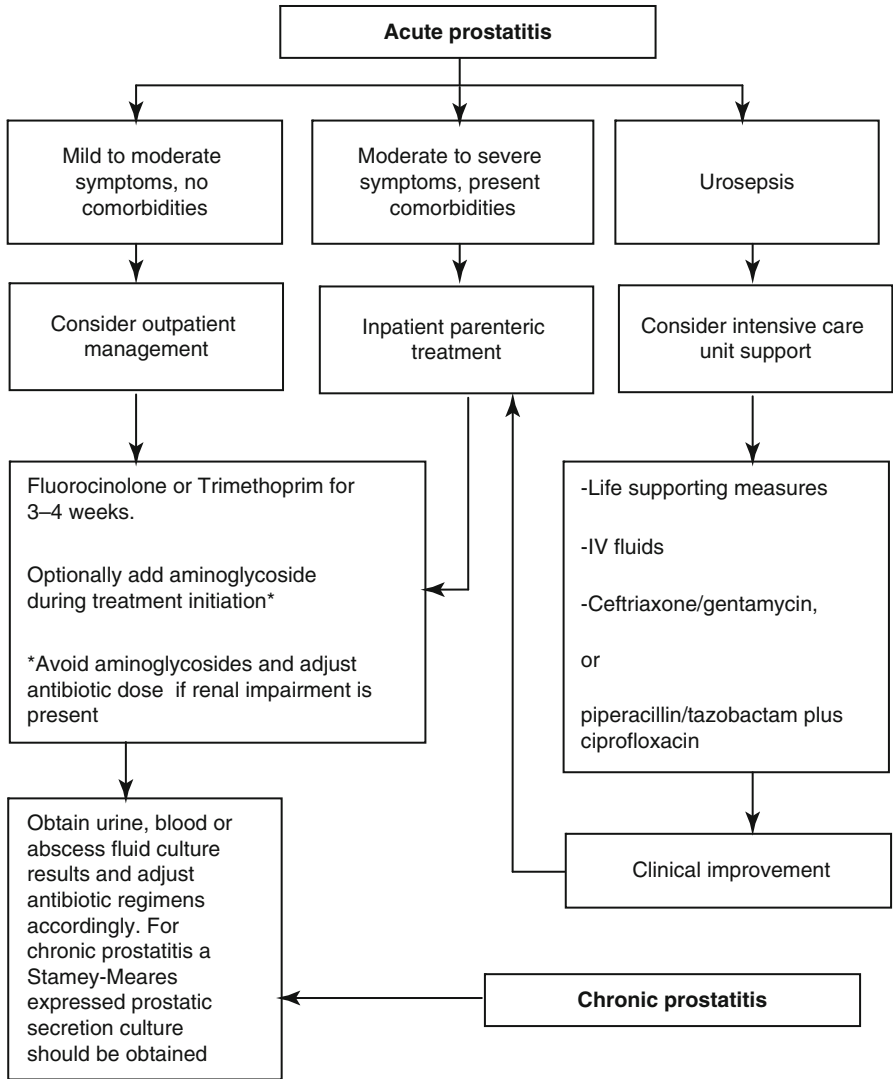 Acute prostatitis
Mild to moderate
symptoms, no
comorbidities
Moderate to severe
symptoms, present
comorbidities
Urosepsis
Consider outpatient
management
Inpatient parenteric
treatment
Consider intensive care
unit support
Fluorocinolone or Trimethoprim for
3–4 weeks.
Optionally add aminoglycoside
during treatment initiation*
*Avoid aminoglycosides and adjust
antibiotic dose if renal impairment is
present
-Life supporting measures
-IV fluids
-Ceftriaxone/gentamycin,
or
piperacillin/tazobactam plus
ciprofloxacin
Obtain urine, blood or
abscess fluid culture
results and adjust
antibiotic regimens
accordingly. For
chronic prostatitis a
Stamey-Meares
expressed prostatic
secretion culture
should be obtained
Clinical improvement
Chronic prostatitis